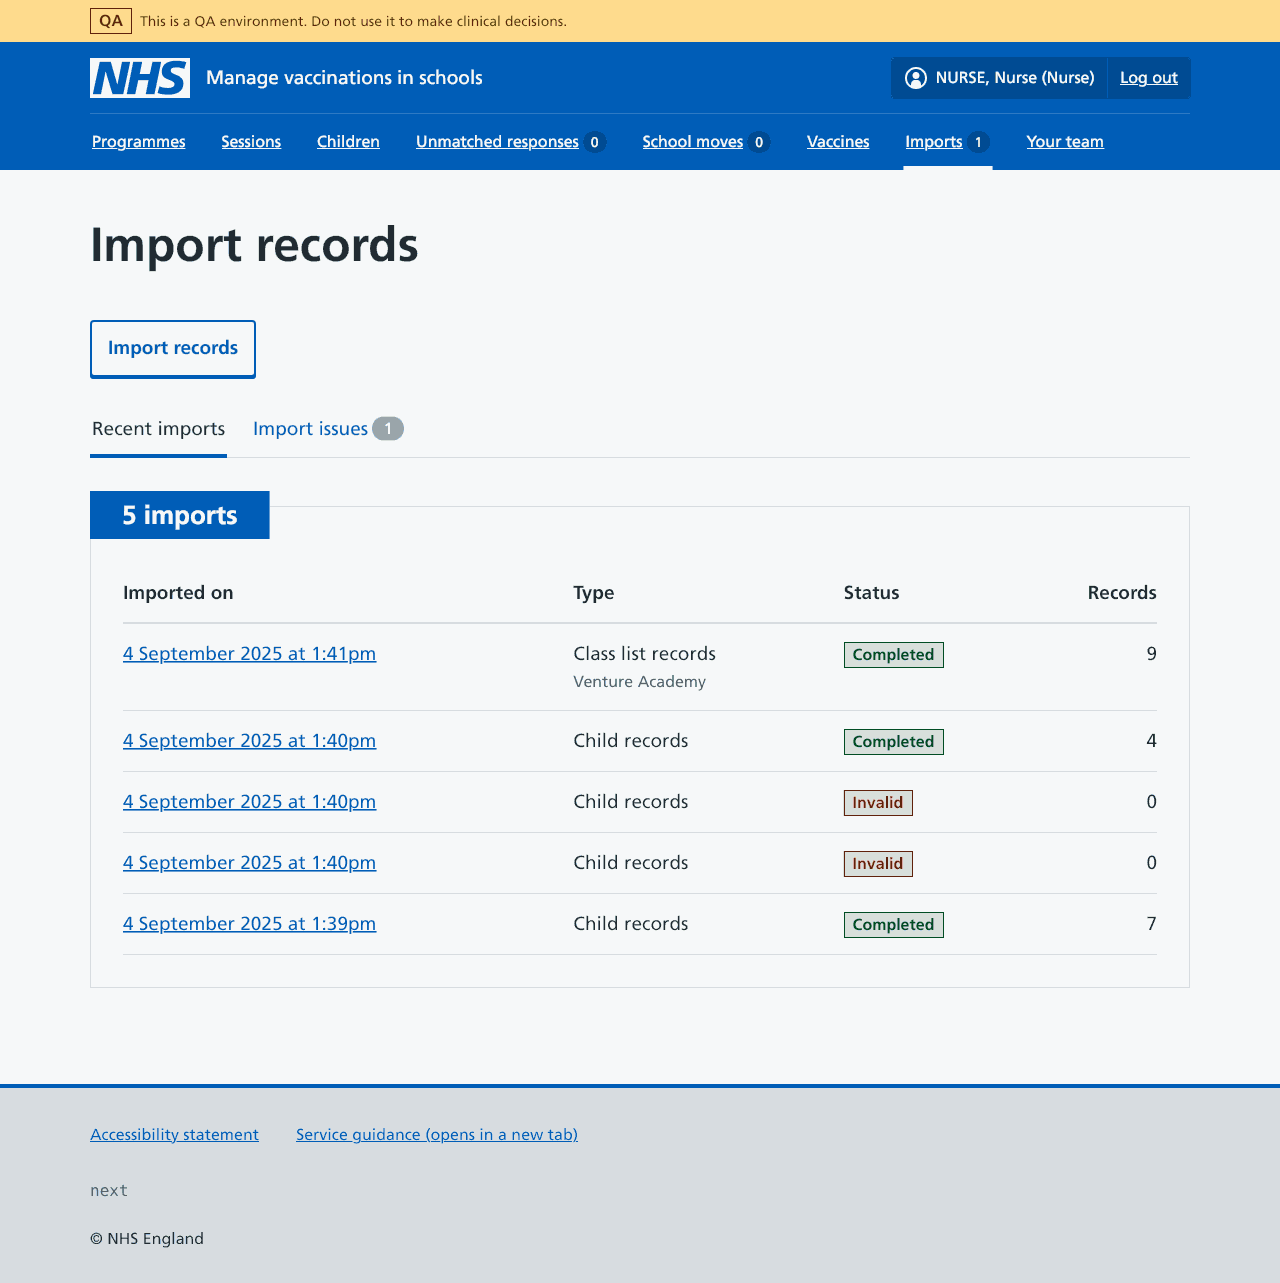 QA This is a QA environment. Do not use it to make clinical decisions.
NHS Manage vaccinations in schools NURSE, Nurse (Nurse) Log out
Programmes Sessions Children Unmatched responses 0 School moves 0 Vaccines Imports 1 Your team
Import records
Import records
Recent imports Import issues 1
5 imports
Imported on Type Status Records
4 September 2025 at 1:41pm Class list records Completed 9
Venture Academy
4 September 2025 at 1:40pm Child records Completed 4
4 September 2025 at 1:40pm Child records Invalid 0
4 September 2025 at 1:40pm Child records Invalid 0
4 September 2025 at 1:39pm Child records Completed 7
Accessibility statement Service guidance (opens in a new tab)
next
© NHS England